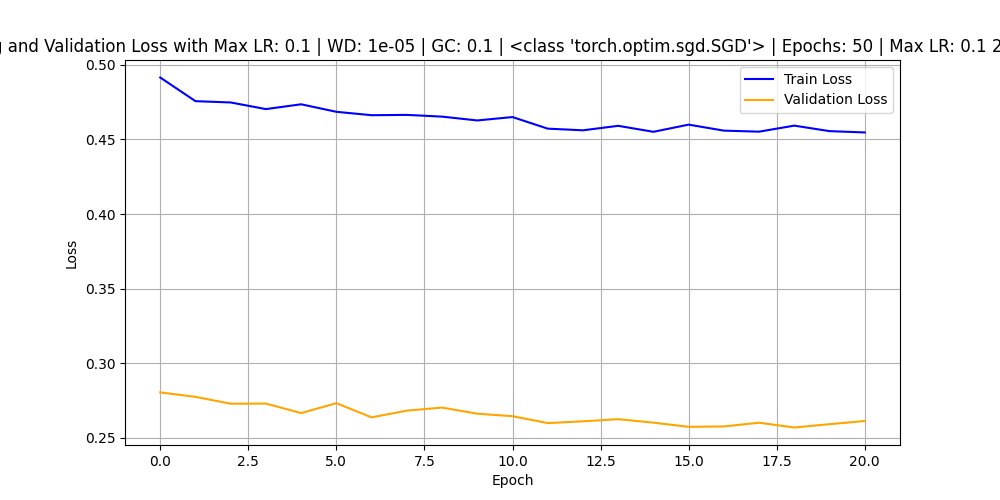 and Validation Loss with Max LR: 0.1 | WD: 1e-05 | GC: 0.1 | <class 'torch.optim.sgd.SGD'> | Epochs: 50 | Max LR: 0.1 2
Train Loss
Validation Loss
0.50
0.45
0.40
0.35
0.30
0.25
Loss
0.0 2.5 5.0 7.5 10.0 12.5 15.0 17.5 20.0
Epoch